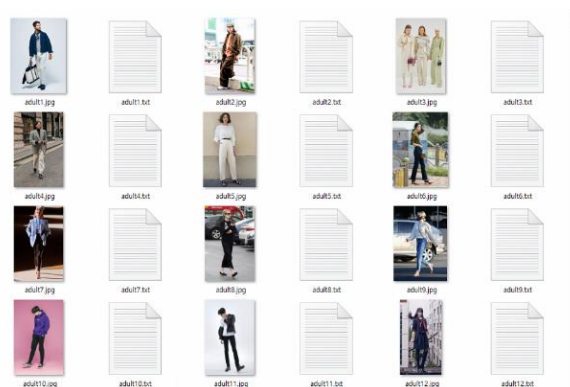 adult1.jpg adult1.txt adult2.jpg adult2.txt adult3.jpg adult3.txt
adult4.jpg adult4.txt adult5.jpg adult5.txt adult6.jpg adult6.txt
adult7.jpg adult7.txt adult8.jpg adult8.txt adult9.jpg adult9.txt
adult10.jpg adult10.txt adult11.jpg adult11.txt adult12.jpg adult12.txt